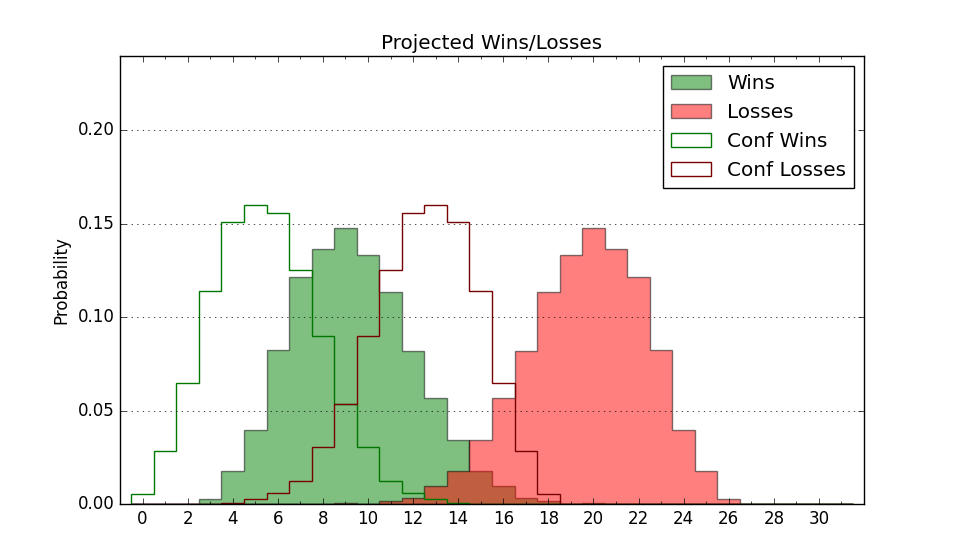 Projected Wins/Losses
Wins
Losses
Conf Wins
Conf Losses
Probability
0.20
0.15
0.10
0.05
0.00
0 2 4 6 8 10 12 14 16 18 20 22 24 26 28 30